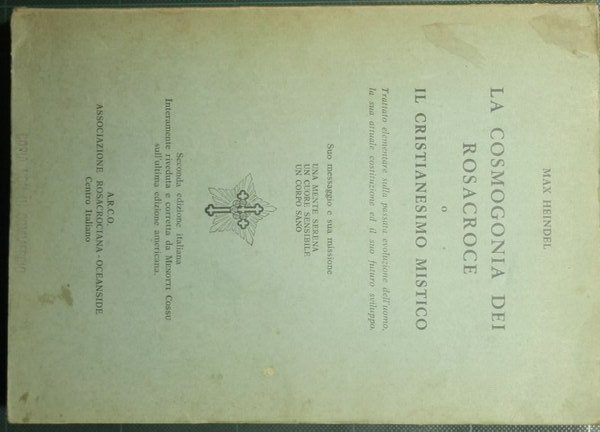 MAX HEINDEL
LA COSMOGONIA DEI
ROSACROCE
O
IL CRISTIANESIMO MISTICO
Trattato elementare sulla passata evoluzione dell'uomo,
la sua attuale costituzione ed il suo futuro sviluppo.
Suo messaggio e sua missione
UNA MENTE SERENA
UN CUORE SENSIBILE
UN CORPO SANO
Seconda edizione italiana
Interamente riveduta e corretta da MENOTTI COSSU
sull'ultima edizione americana.
A.R.C.O.
ASSOCIAZIONE ROSACROCIANA - OCEANSIDE
Centro Italiano